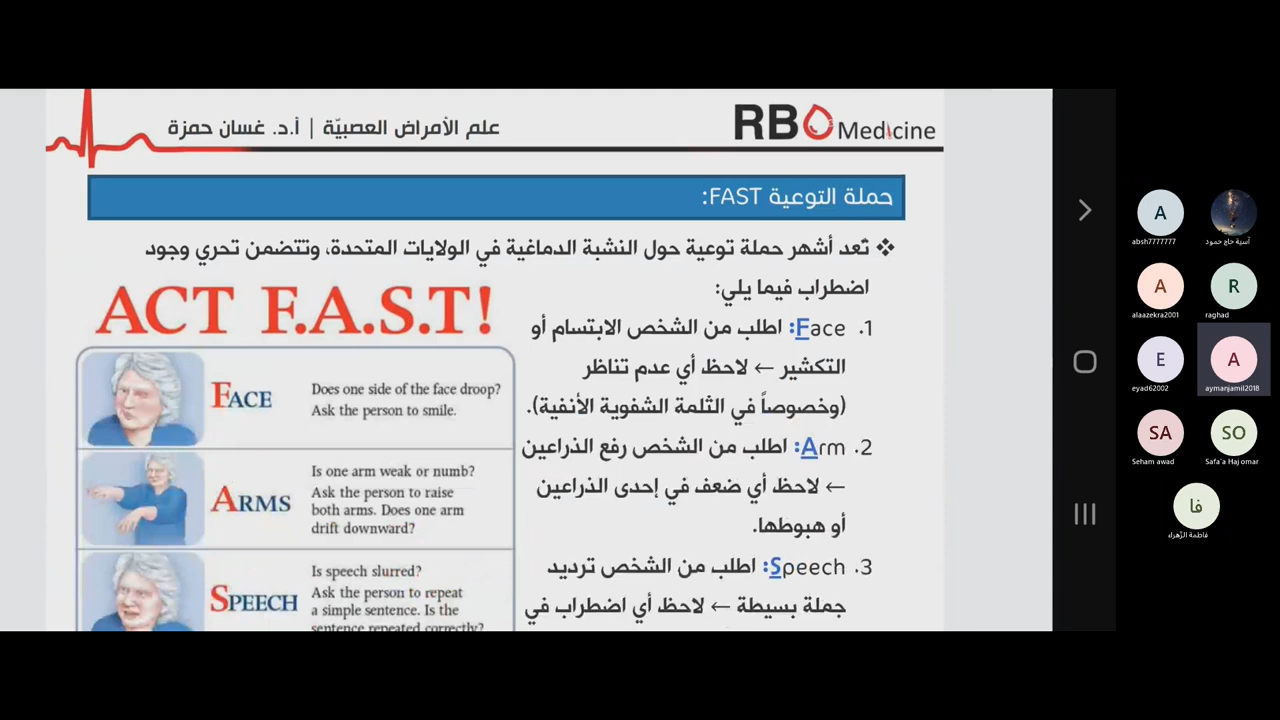 علم الأمراض العصبيّة | أ.د. غسان حمزة
RBO Medicine
حملة التوعية FAST:
❖ تُعد أشهر حملة توعية حول النشبة الدماغية في الولايات المتحدة، وتتضمن تحري وجود
اضطراب فيما يلي:
1. Face: اطلب من الشخص الابتسام أو
التكشير ← لاحظ أي عدم تناظر
(وخصوصاً في الثلمة الشفوية الأنفية).
2. Arm: اطلب من الشخص رفع الذراعين
← لاحظ أي ضعف في إحدى الذراعين
أو هبوطها.
3. Speech: اطلب من الشخص ترديد
جملة بسيطة ← لاحظ أي اضطراب في
ACT F.A.S.T!
FACE
Does one side of the face droop?
Ask the person to smile.
ARMS
Is one arm weak or numb?
Ask the person to raise
both arms. Does one arm
drift downward?
SPEECH
Is speech slurred?
Ask the person to repeat
a simple sentence. Is the
sentence repeated correctly?
A
absh7777777
آسية حاج حمود
A
alaazekra2001
R
raghad
E
eyad62002
A
aymanjamil2018
SA
Seham awad
SO
Safa'a Haj omar
فا
فاطمة الزّهراء